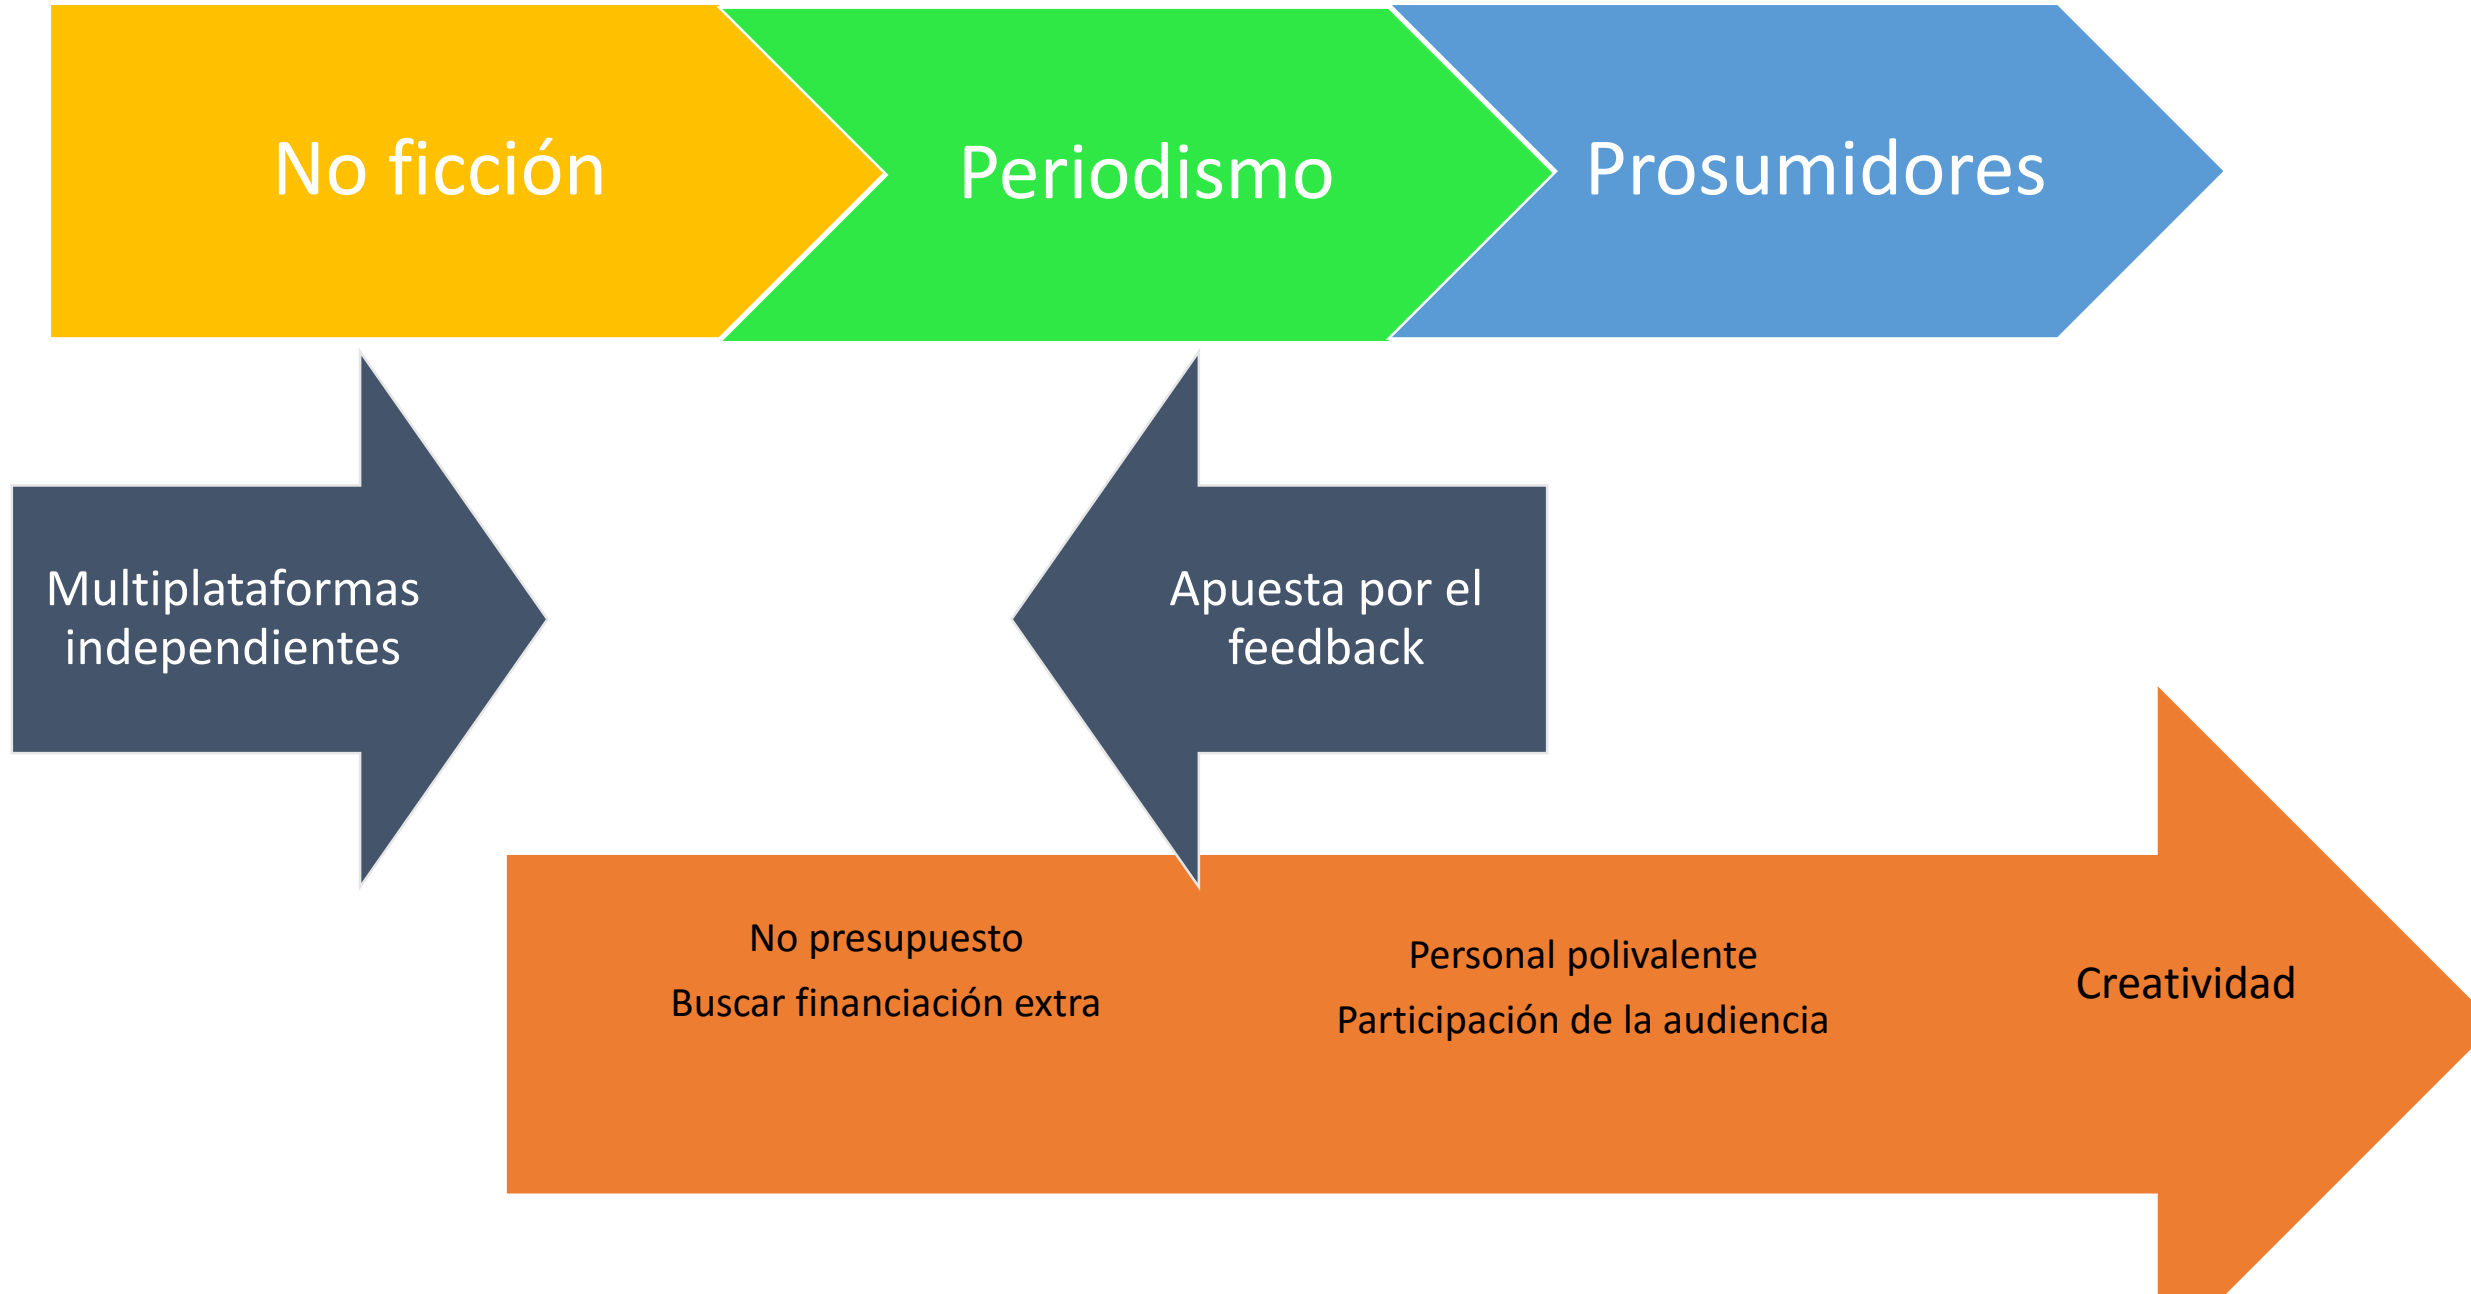 No ficción
Periodismo
Prosumidores
Multiplataformas
independientes
Apuesta por el
feedback
No presupuesto
Buscar financiación extra
Personal polivalente
Participación de la audiencia
Creatividad